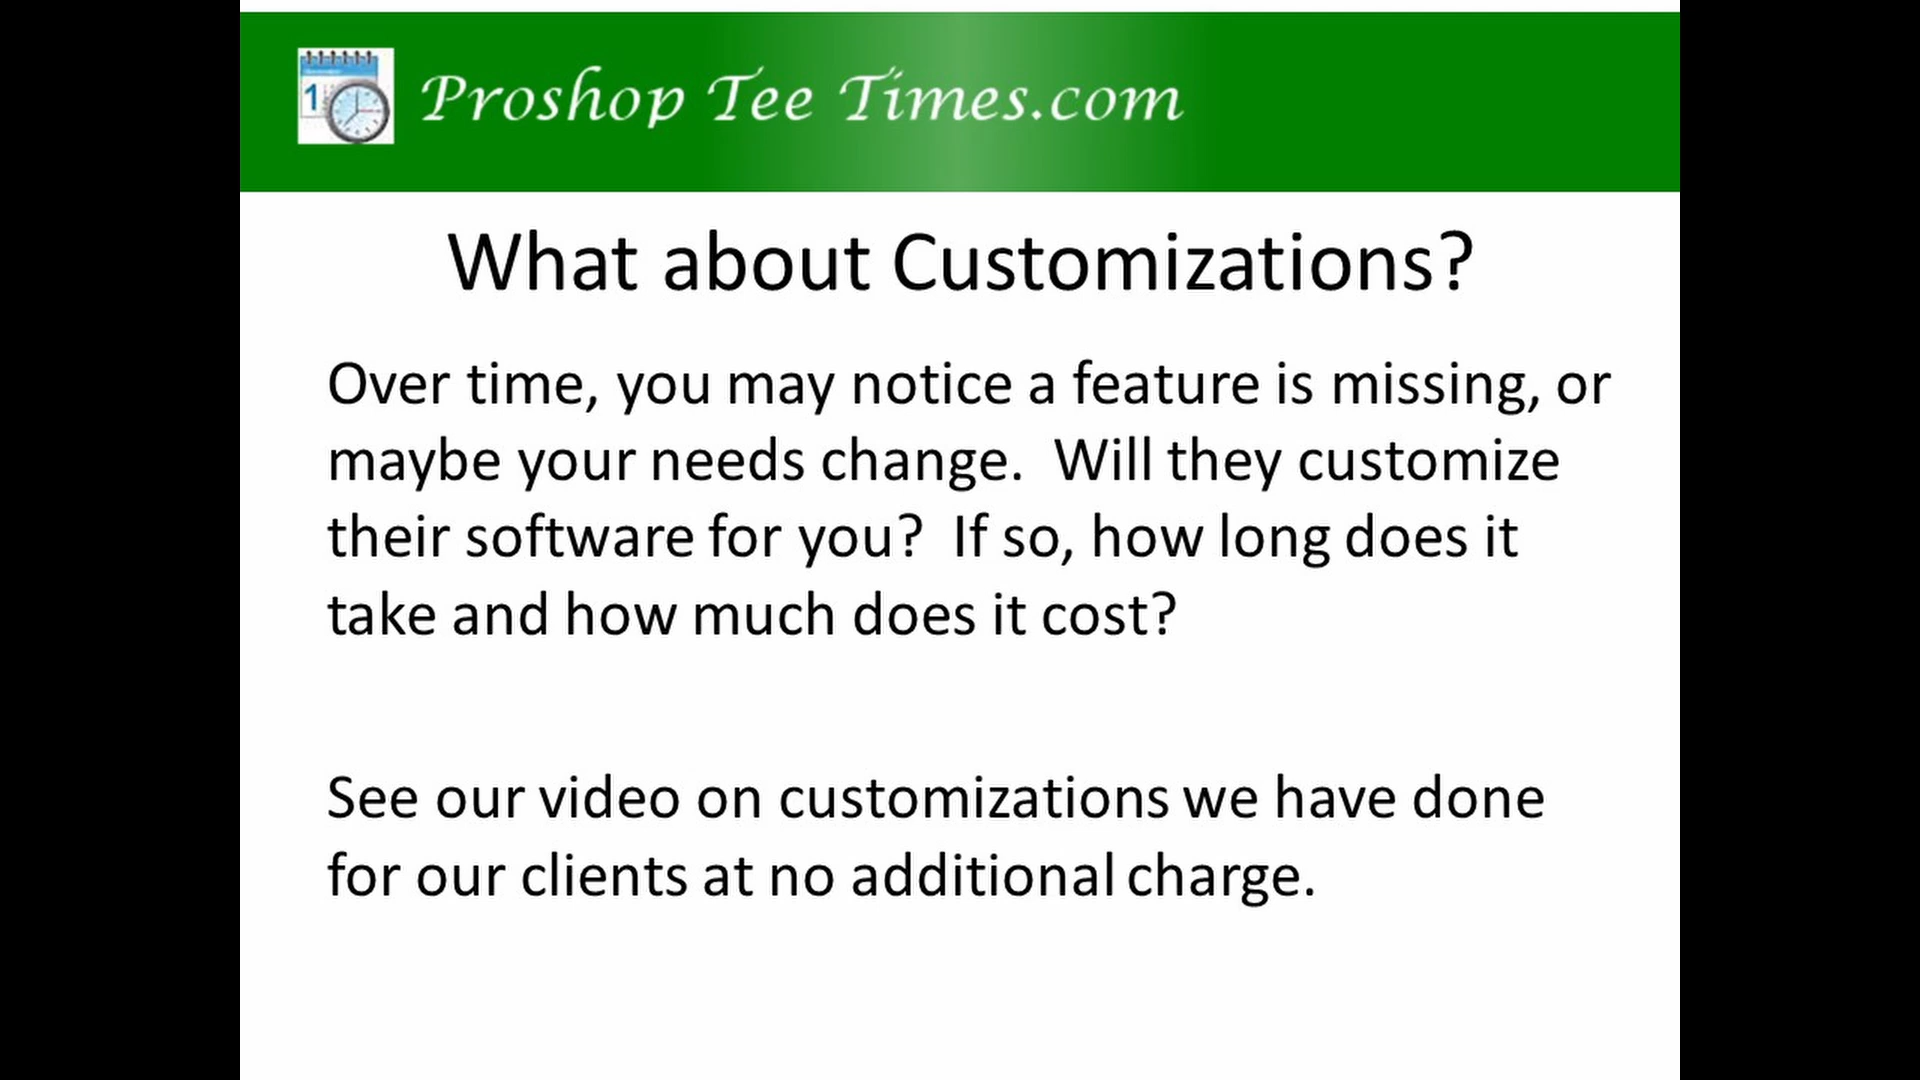 1
Proshop Tee Times.com
What about Customizations?
Over time, you may notice a feature is missing, or
maybe your needs change.  Will they customize
their software for you?  If so, how long does it
take and how much does it cost?
See our video on customizations we have done
for our clients at no additional charge.